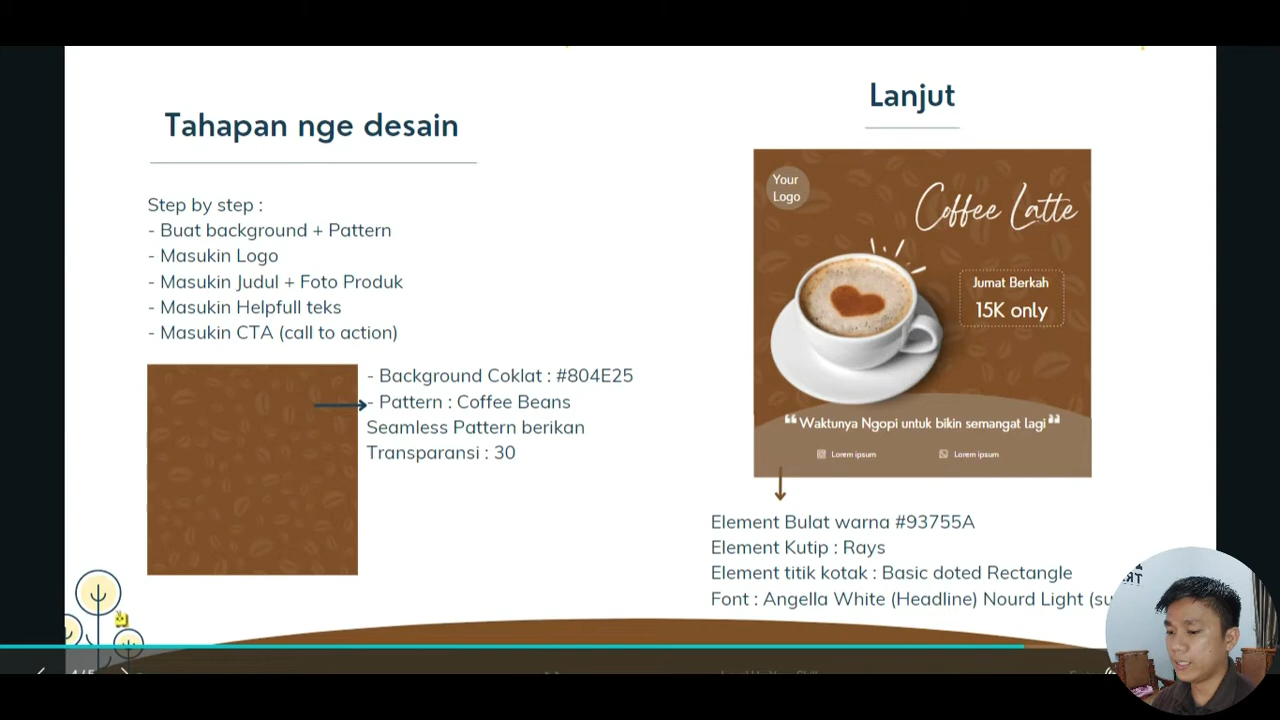 Tahapan nge desain
Step by step :
- Buat background + Pattern
- Masukin Logo
- Masukin Judul + Foto Produk
- Masukin Helpfull teks
- Masukin CTA (call to action)
- Background Coklat : #804E25
- Pattern : Coffee Beans
Seamless Pattern berikan
Transparansi : 30
Lanjut
Your
Logo
Coffee Latte
Jumat Berkah
15K only
❝ Waktunya Ngopi untuk bikin semangat lagi ❞
Lorem ipsum
Lorem ipsum
Element Bulat warna #93755A
Element Kutip : Rays
Element titik kotak : Basic doted Rectangle
Font : Angella White (Headline) Nourd Light (su
4/5